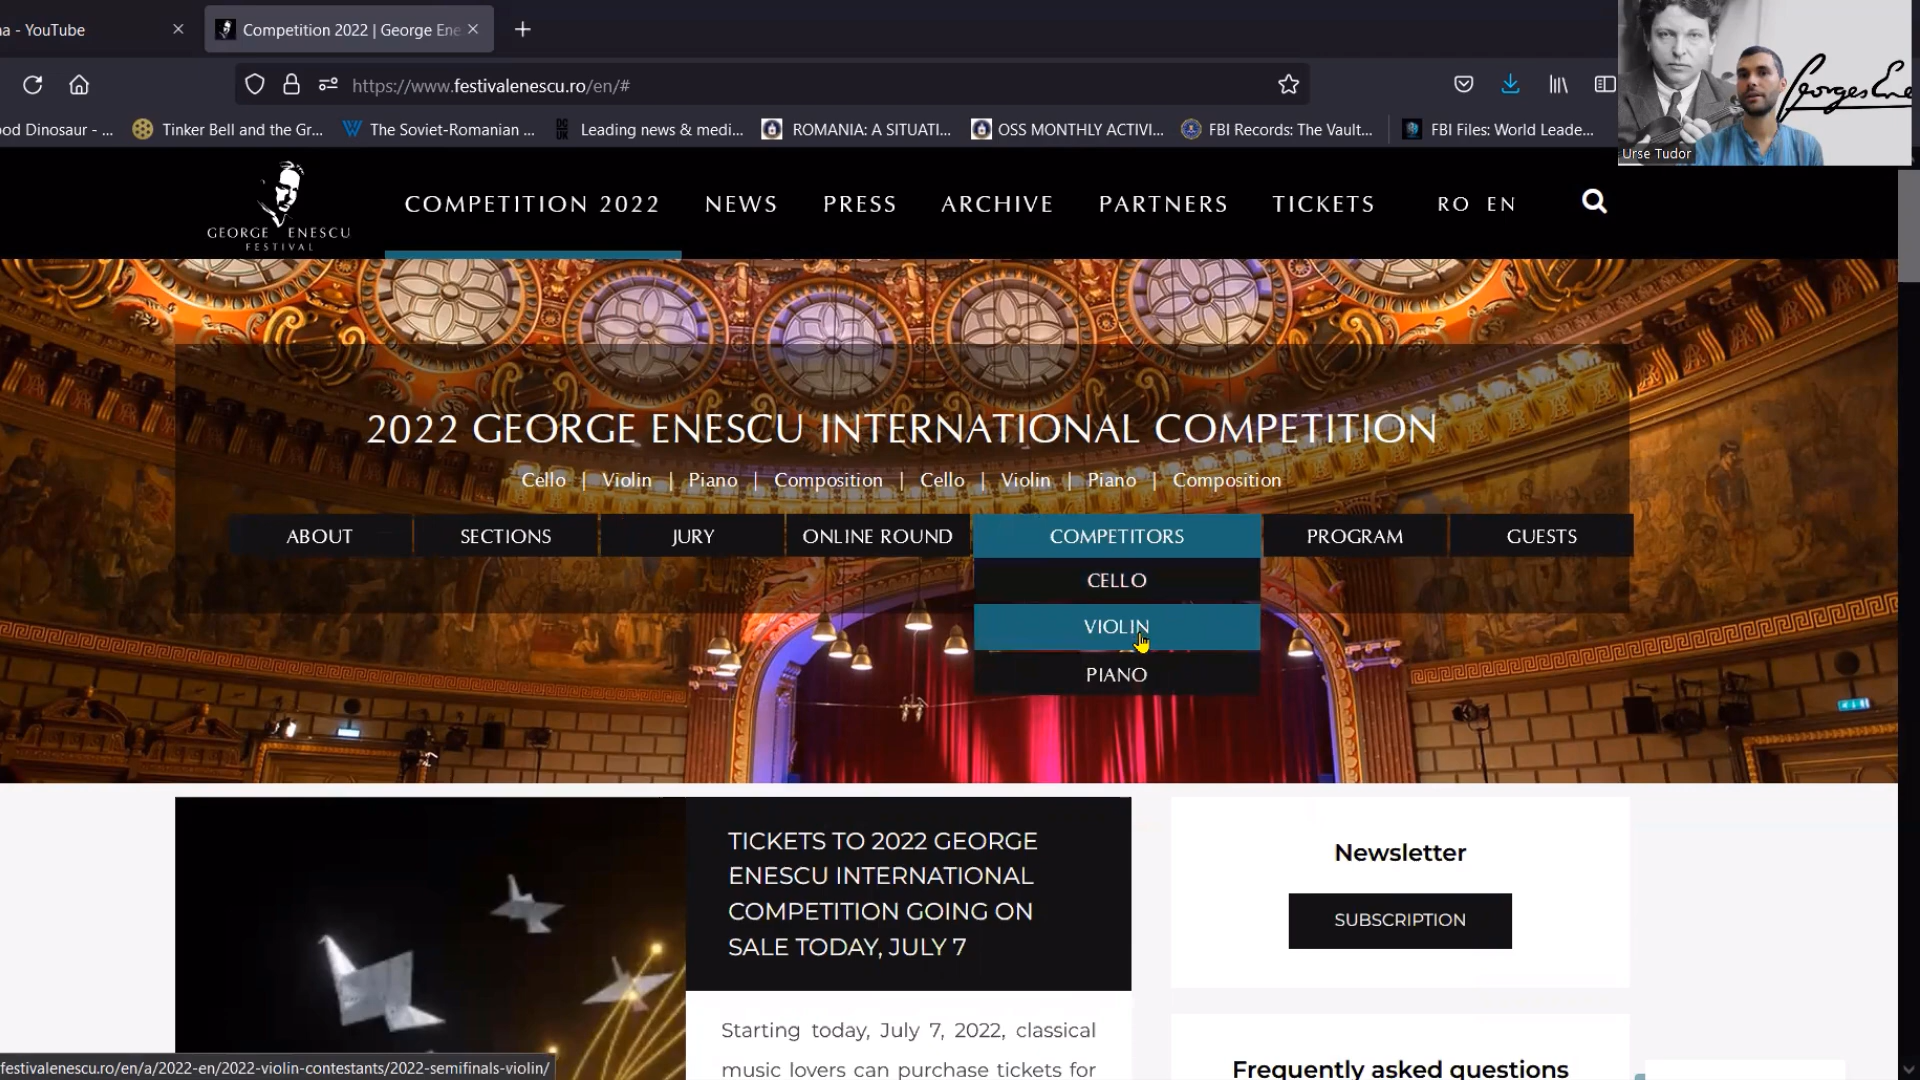 na - YouTube
Competition 2022 | George Ene
https://www.festivalenescu.ro/en/#
ood Dinosaur - ...
Tinker Bell and the Gr...
The Soviet-Romanian ...
Leading news & medi...
ROMANIA: A SITUATI...
OSS MONTHLY ACTIVI...
FBI Records: The Vault...
FBI Files: World Leade...
Georges Ene
Urse Tudor
GEORGE ENESCU
FESTIVAL
COMPETITION 2022
NEWS
PRESS
ARCHIVE
PARTNERS
TICKETS
RO EN
2022 GEORGE ENESCU INTERNATIONAL COMPETITION
Cello | Violin | Piano | Composition | Cello | Violin | Piano | Composition
ABOUT
SECTIONS
JURY
ONLINE ROUND
COMPETITORS
PROGRAM
GUESTS
CELLO
VIOLIN
PIANO
TICKETS TO 2022 GEORGE
ENESCU INTERNATIONAL
COMPETITION GOING ON
SALE TODAY, JULY 7
Starting today, July 7, 2022, classical
music lovers can purchase tickets for
Newsletter
SUBSCRIPTION
Frequently asked questions
festivalenescu.ro/en/a/2022-en/2022-violin-contestants/2022-semifinals-violin/